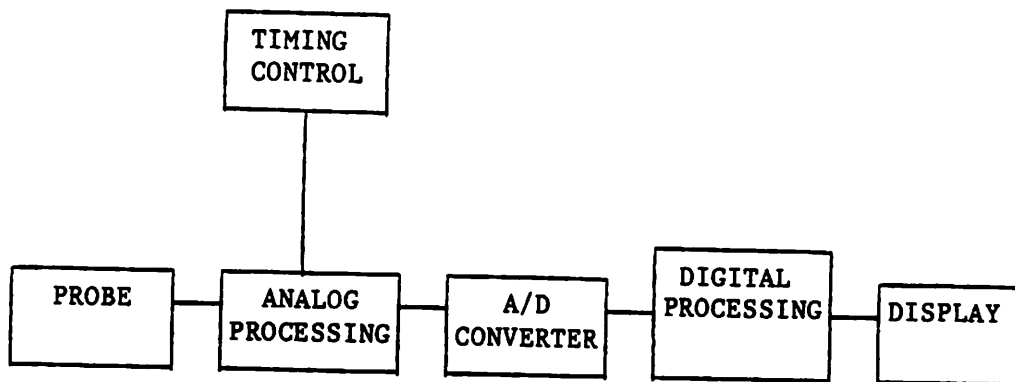 TIMING
CONTROL
PROBE
ANALOG
PROCESSING
A/D
CONVERTER
DIGITAL
PROCESSING
DISPLAY